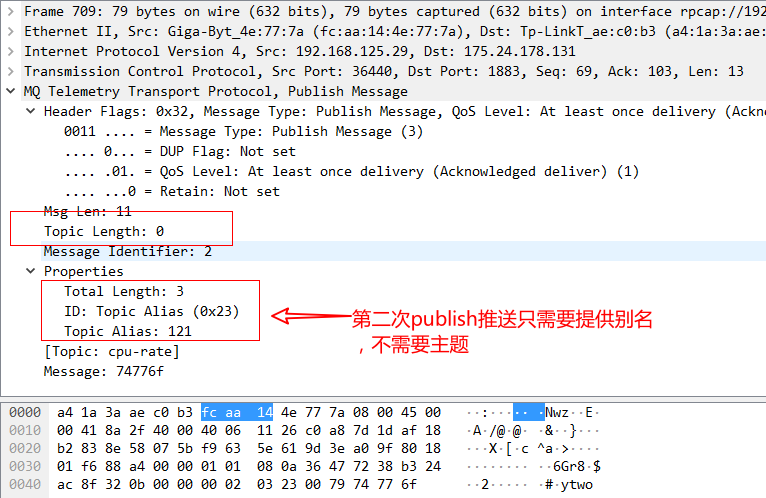 Frame 709: 79 bytes on wire (632 bits), 79 bytes captured (632 bits) on interface rpcap://192
Ethernet II, Src: Giga-Byt_4e:77:7a (fc:aa:14:4e:77:7a), Dst: Tp-LinkT_ae:c0:b3 (a4:1a:3a:ae:
Internet Protocol Version 4, Src: 192.168.125.29, Dst: 175.24.178.131
Transmission Control Protocol, Src Port: 36440, Dst Port: 1883, Seq: 69, Ack: 103, Len: 13
MQ Telemetry Transport Protocol, Publish Message
Header Flags: 0x32, Message Type: Publish Message, QoS Level: At least once delivery (Ackn
0011 .... = Message Type: Publish Message (3)
.... 0... = DUP Flag: Not set
.... .01. = QoS Level: At least once delivery (Acknowledged deliver) (1)
.... ...0 = Retain: Not set
Msg Len: 11
Topic Length: 0
Message Identifier: 2
Properties
Total Length: 3
ID: Topic Alias (0x23)
Topic Alias: 121
第二次publish推送只需要提供别名
，不需要主题
[Topic: cpu-rate]
Message: 74776f
0000 a4 1a 3a ae c0 b3 fc aa 14 4e 77 7a 08 00 45 00 ··:··· ···Nwz··E·
0010 00 41 8a 2f 40 00 40 06 11 26 c0 a8 7d 1d af 18 ·A·/@·@· ·&··}···
0020 b2 83 8e 58 07 5b f9 63 5e 61 9d 3e a0 9f 80 18 ···X·[·c ^a·>····
0030 01 f6 88 a4 00 00 01 01 08 0a 36 47 72 38 b3 24 ········ ··6Gr8·$
0040 ac 8f 32 0b 00 00 00 02 03 23 00 79 74 77 6f ··2····· ·#·ytwo